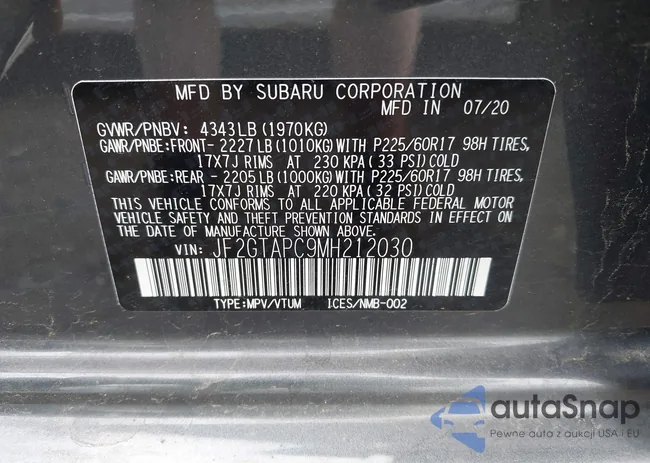 MFD BY SUBARU CORPORATION
MFD IN 07/20
GVWR/PNBV: 4343LB(1970KG)
GAWR/PNBE:FRONT- 2227LB(1010KG)WITH P225/60R17 98H TIRES,
17X7J RIMS AT 230 KPA(33 PSI)COLD
GAWR/PNBE:REAR - 2205LB(1000KG)WITH P225/60R17 98H TIRES,
17X7J RIMS AT 220 KPA(32 PSI)COLD
THIS VEHICLE CONFORMS TO ALL APPLICABLE FEDERAL MOTOR
VEHICLE SAFETY AND THEFT PREVENTION STANDARDS IN EFFECT ON
THE DATE OF MANUFACTURE SHOWN ABOVE.
VIN: JF2GTAPC9MH212030
TYPE:MPV/VTUM ICES/NMB-002
autoSnap
Pewne auta z aukcji USA i EU